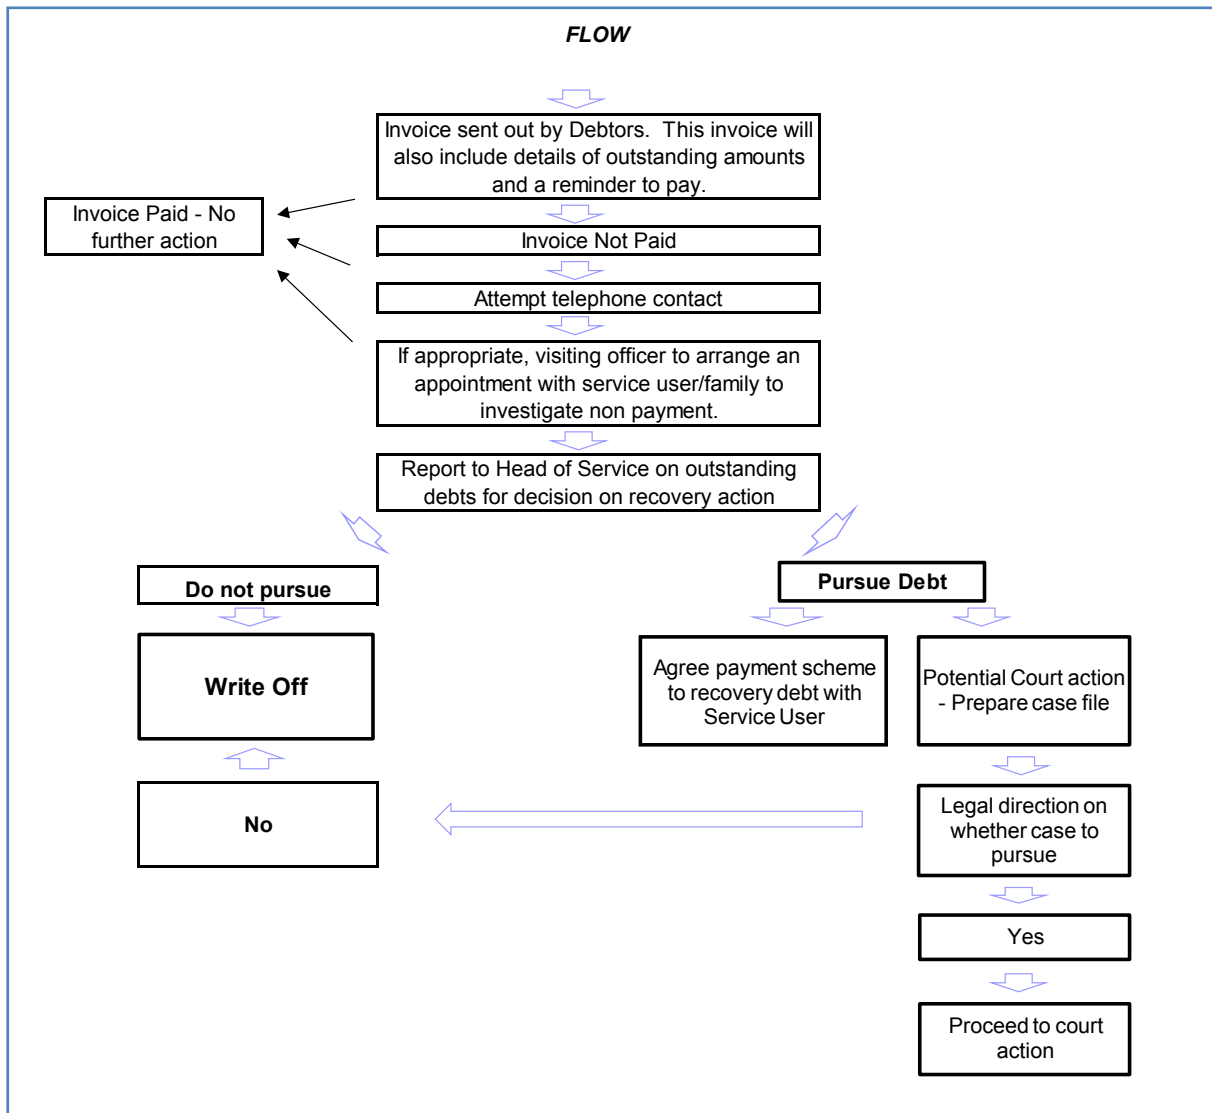 FLOW
Invoice sent out by Debtors.  This invoice will
also include details of outstanding amounts
and a reminder to pay.
Invoice Paid - No
further action
Invoice Not Paid
Attempt telephone contact
If appropriate, visiting officer to arrange an
appointment with service user/family to
investigate non payment.
Report to Head of Service on outstanding
debts for decision on recovery action
Do not pursue
Pursue Debt
Write Off
Agree payment scheme
to recovery debt with
Service User
Potential Court action
- Prepare case file
No
Legal direction on
whether case to
pursue
Yes
Proceed to court
action